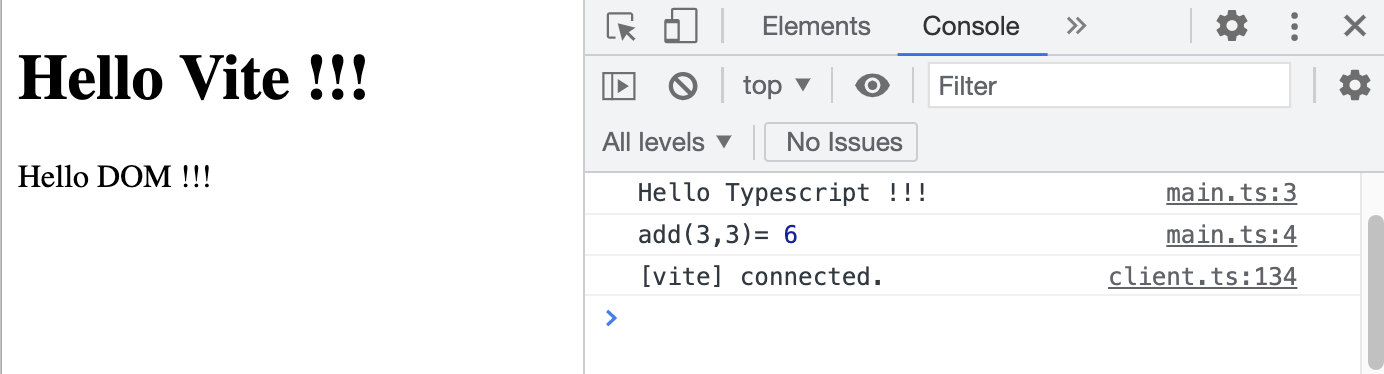 Hello Vite !!!
Hello DOM !!!
Elements Console
top Filter
All levels No Issues
Hello Typescript !!! main.ts:3
add(3,3)= 6 main.ts:4
[vite] connected. client.ts:134